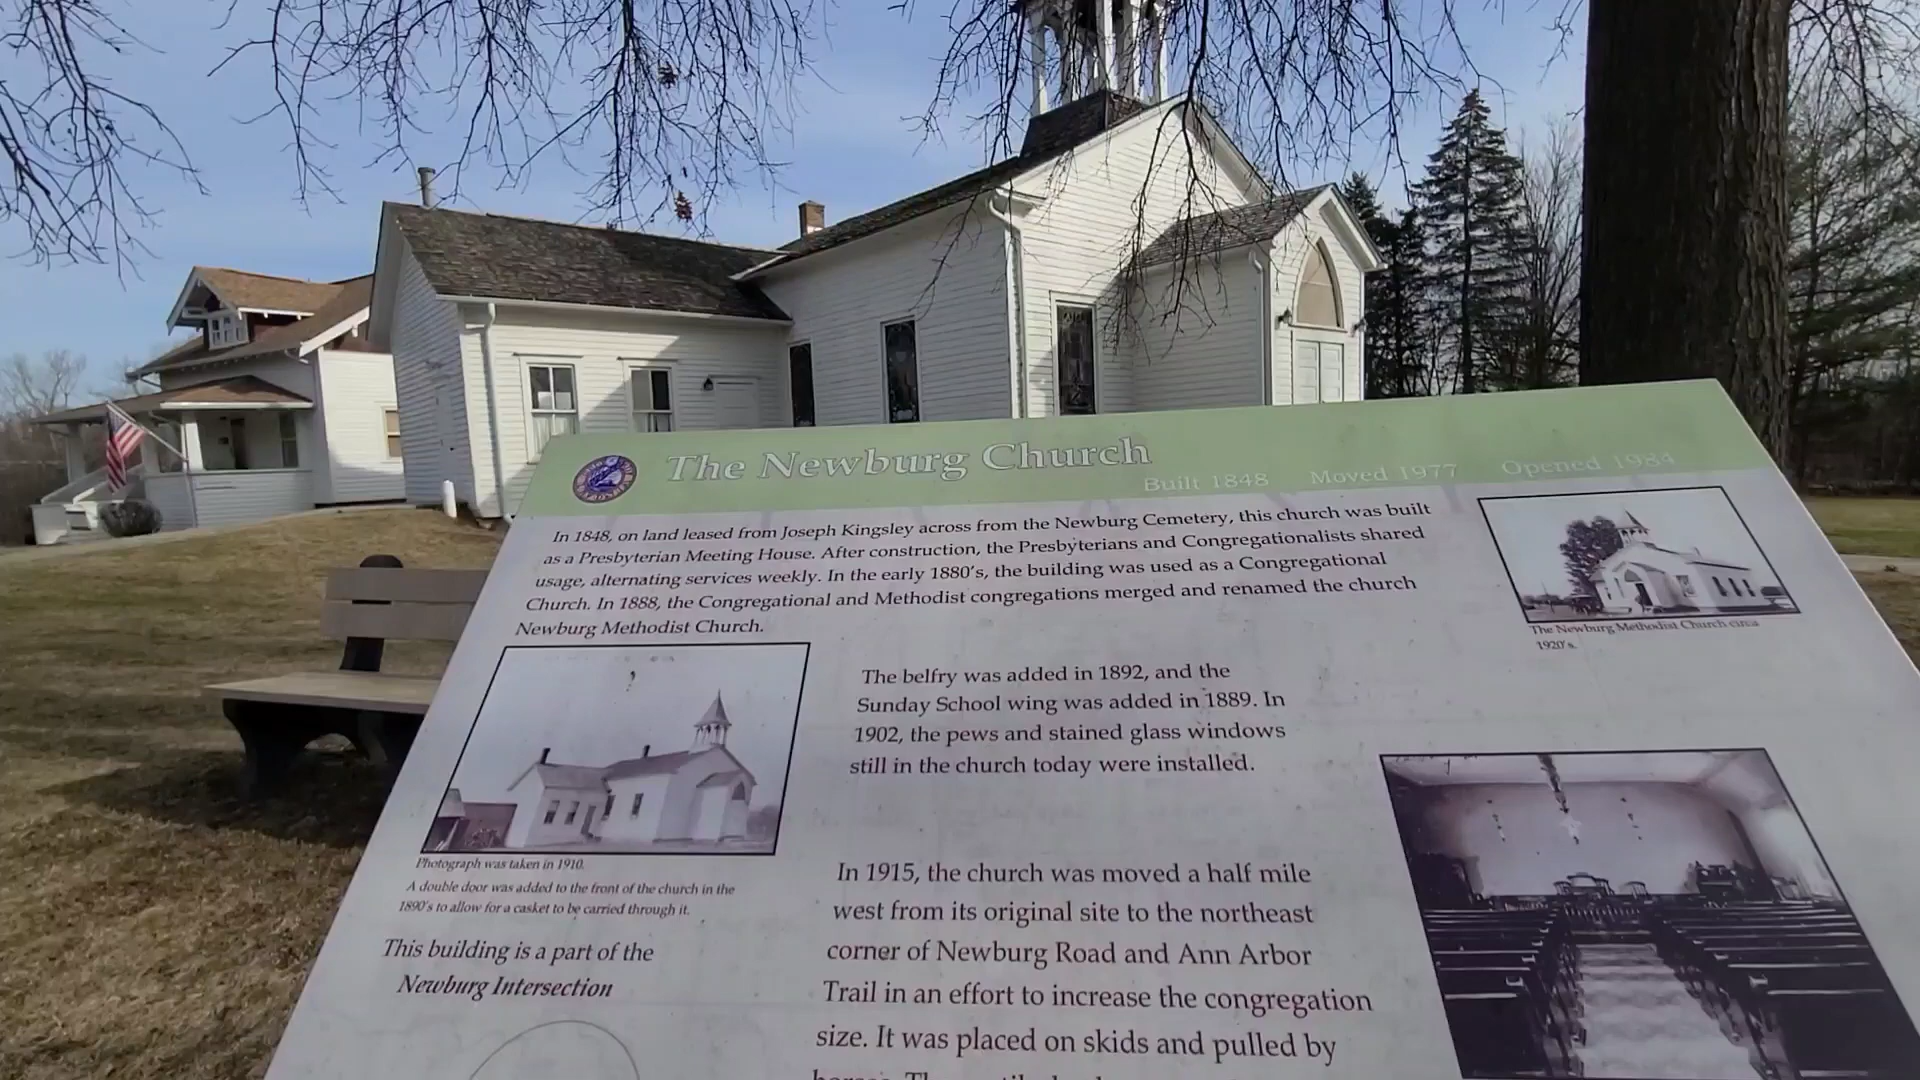 The Newburg Church
Built 1848 Moved 1977 Opened 1984
In 1848, on land leased from Joseph Kingsley across from the Newburg Cemetery, this church was built
as a Presbyterian Meeting House. After construction, the Presbyterians and Congregationalists shared
usage, alternating services weekly. In the early 1880's, the building was used as a Congregational
Church. In 1888, the Congregational and Methodist congregations merged and renamed the church
Newburg Methodist Church.
The Newburg Methodist Church circa
1920's.
The belfry was added in 1892, and the
Sunday School wing was added in 1889. In
1902, the pews and stained glass windows
still in the church today were installed.
Photograph was taken in 1910.
A double door was added to the front of the church in the
1890's to allow for a casket to be carried through it.
This building is a part of the
Newburg Intersection
In 1915, the church was moved a half mile
west from its original site to the northeast
corner of Newburg Road and Ann Arbor
Trail in an effort to increase the congregation
size. It was placed on skids and pulled by